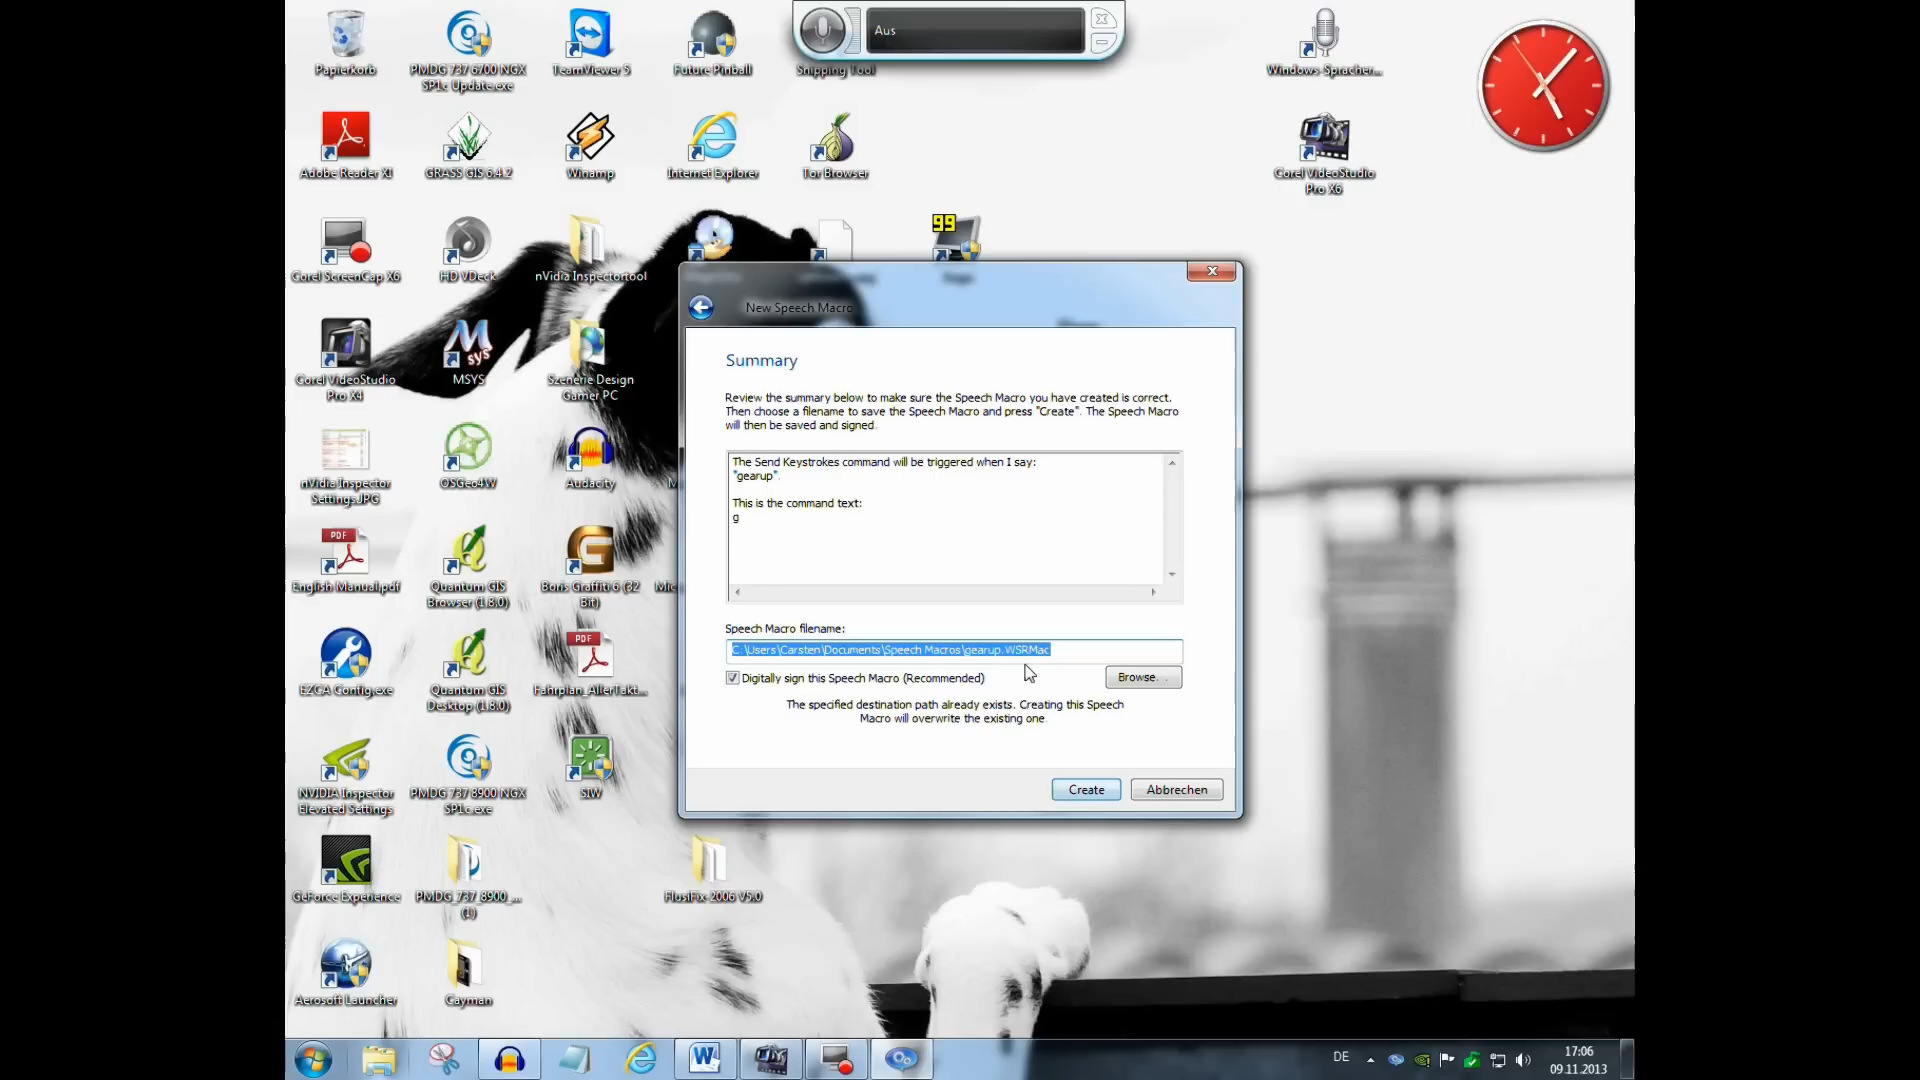 Aus
Papierkorb
PMDG 737 6700 NGX
SP1c Update.exe
TeamViewer 5
Future Pinball
Snipping Tool
Windows-Spracher...
Adobe Reader XI
GRASS GIS 6.4.2
Winamp
Internet Explorer
Tor Browser
Corel VideoStudio
Pro X6
99
Corel ScreenCap X6
HD VDeck
nVidia Inspectortool
Corel VideoStudio
Pro X4
M
sys
MSYS
Szenerie Design
Gamer PC
nVidia Inspector
Settings.JPG
OSGeo4W
Audacity
PDF
English Manual.pdf
Quantum GIS
Browser (1.8.0)
G
Boris Graffiti 6 (32
Bit)
Mic
EZCA Config.exe
Quantum GIS
Desktop (1.8.0)
PDF
Fahrplan_AllerTakt...
NVIDIA Inspector
Elevated Settings
PMDG 737 8900 NGX
SP1c.exe
SIW
GeForce Experience
PMDG_737_8900_...
(1)
FlusiFix 2006 V5.0
Aerosoft Launcher
Cayman
New Speech Macro
Summary
Review the summary below to make sure the Speech Macro you have created is correct.
Then choose a filename to save the Speech Macro and press "Create". The Speech Macro
will then be saved and signed.
The Send Keystrokes command will be triggered when I say:
"gearup".
This is the command text:
g
Speech Macro filename:
C:\Users\Carsten\Documents\Speech Macros\gearup.WSRMac
Digitally sign this Speech Macro (Recommended)
Browse...
The specified destination path already exists. Creating this Speech
Macro will overwrite the existing one.
Create
Abbrechen
W
DE
17:06
09.11.2013